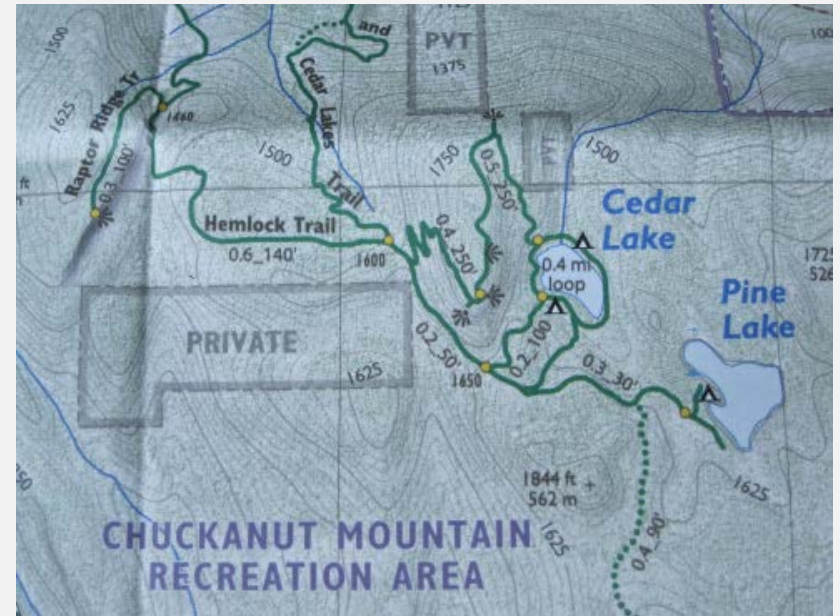 1500
1625
Raptor Ridge Tr
0.3_100'
1460
and
Cedar
Lakes
Trail
1500
PVT
1375
PVT
1500
1750
0.5_250'
0.4_250'
Hemlock Trail
0.6_140'
1600
Cedar
Lake
0.4 mi
loop
1725
Pine
Lake
PRIVATE
1625
0.2_50'
1650
0.2_100
0.3_30'
1844 ft
562 m
1625
0.4_90'
1625
CHUCKANUT MOUNTAIN
RECREATION AREA